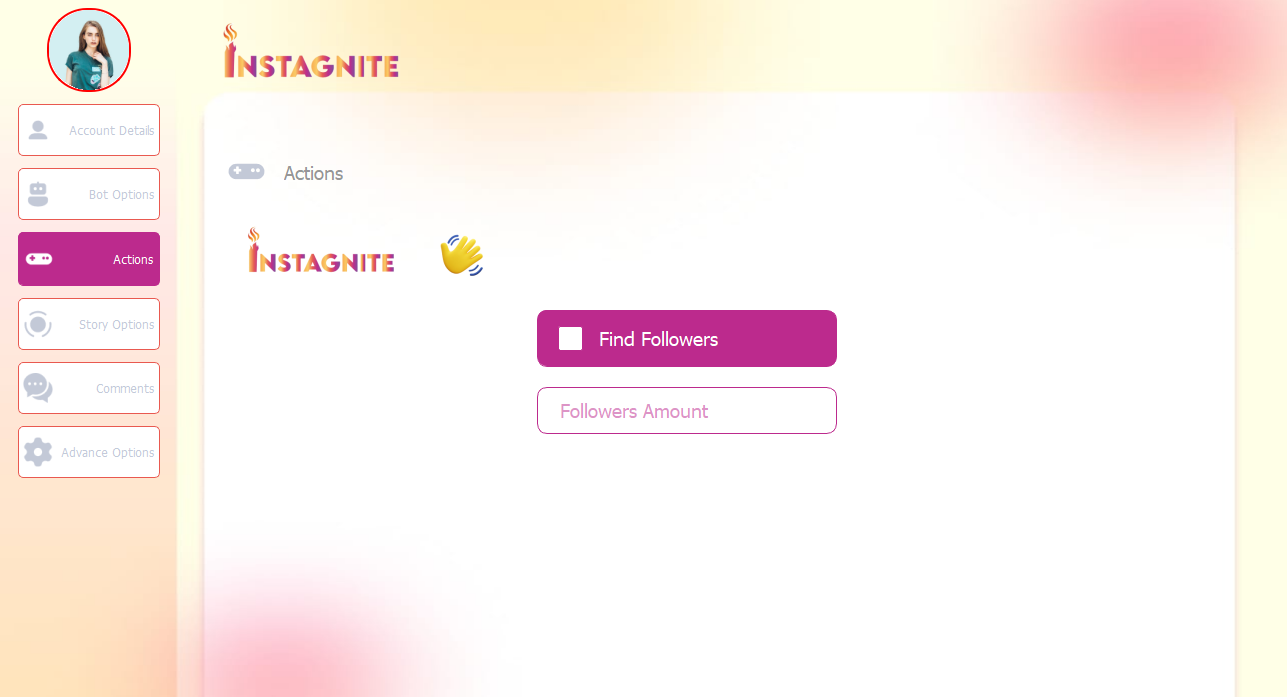 INSTAGNITE
Account Details
Bot Options
Actions
Story Options
Comments
Advance Options
Actions
INSTAGNITE
Find Followers
Followers Amount